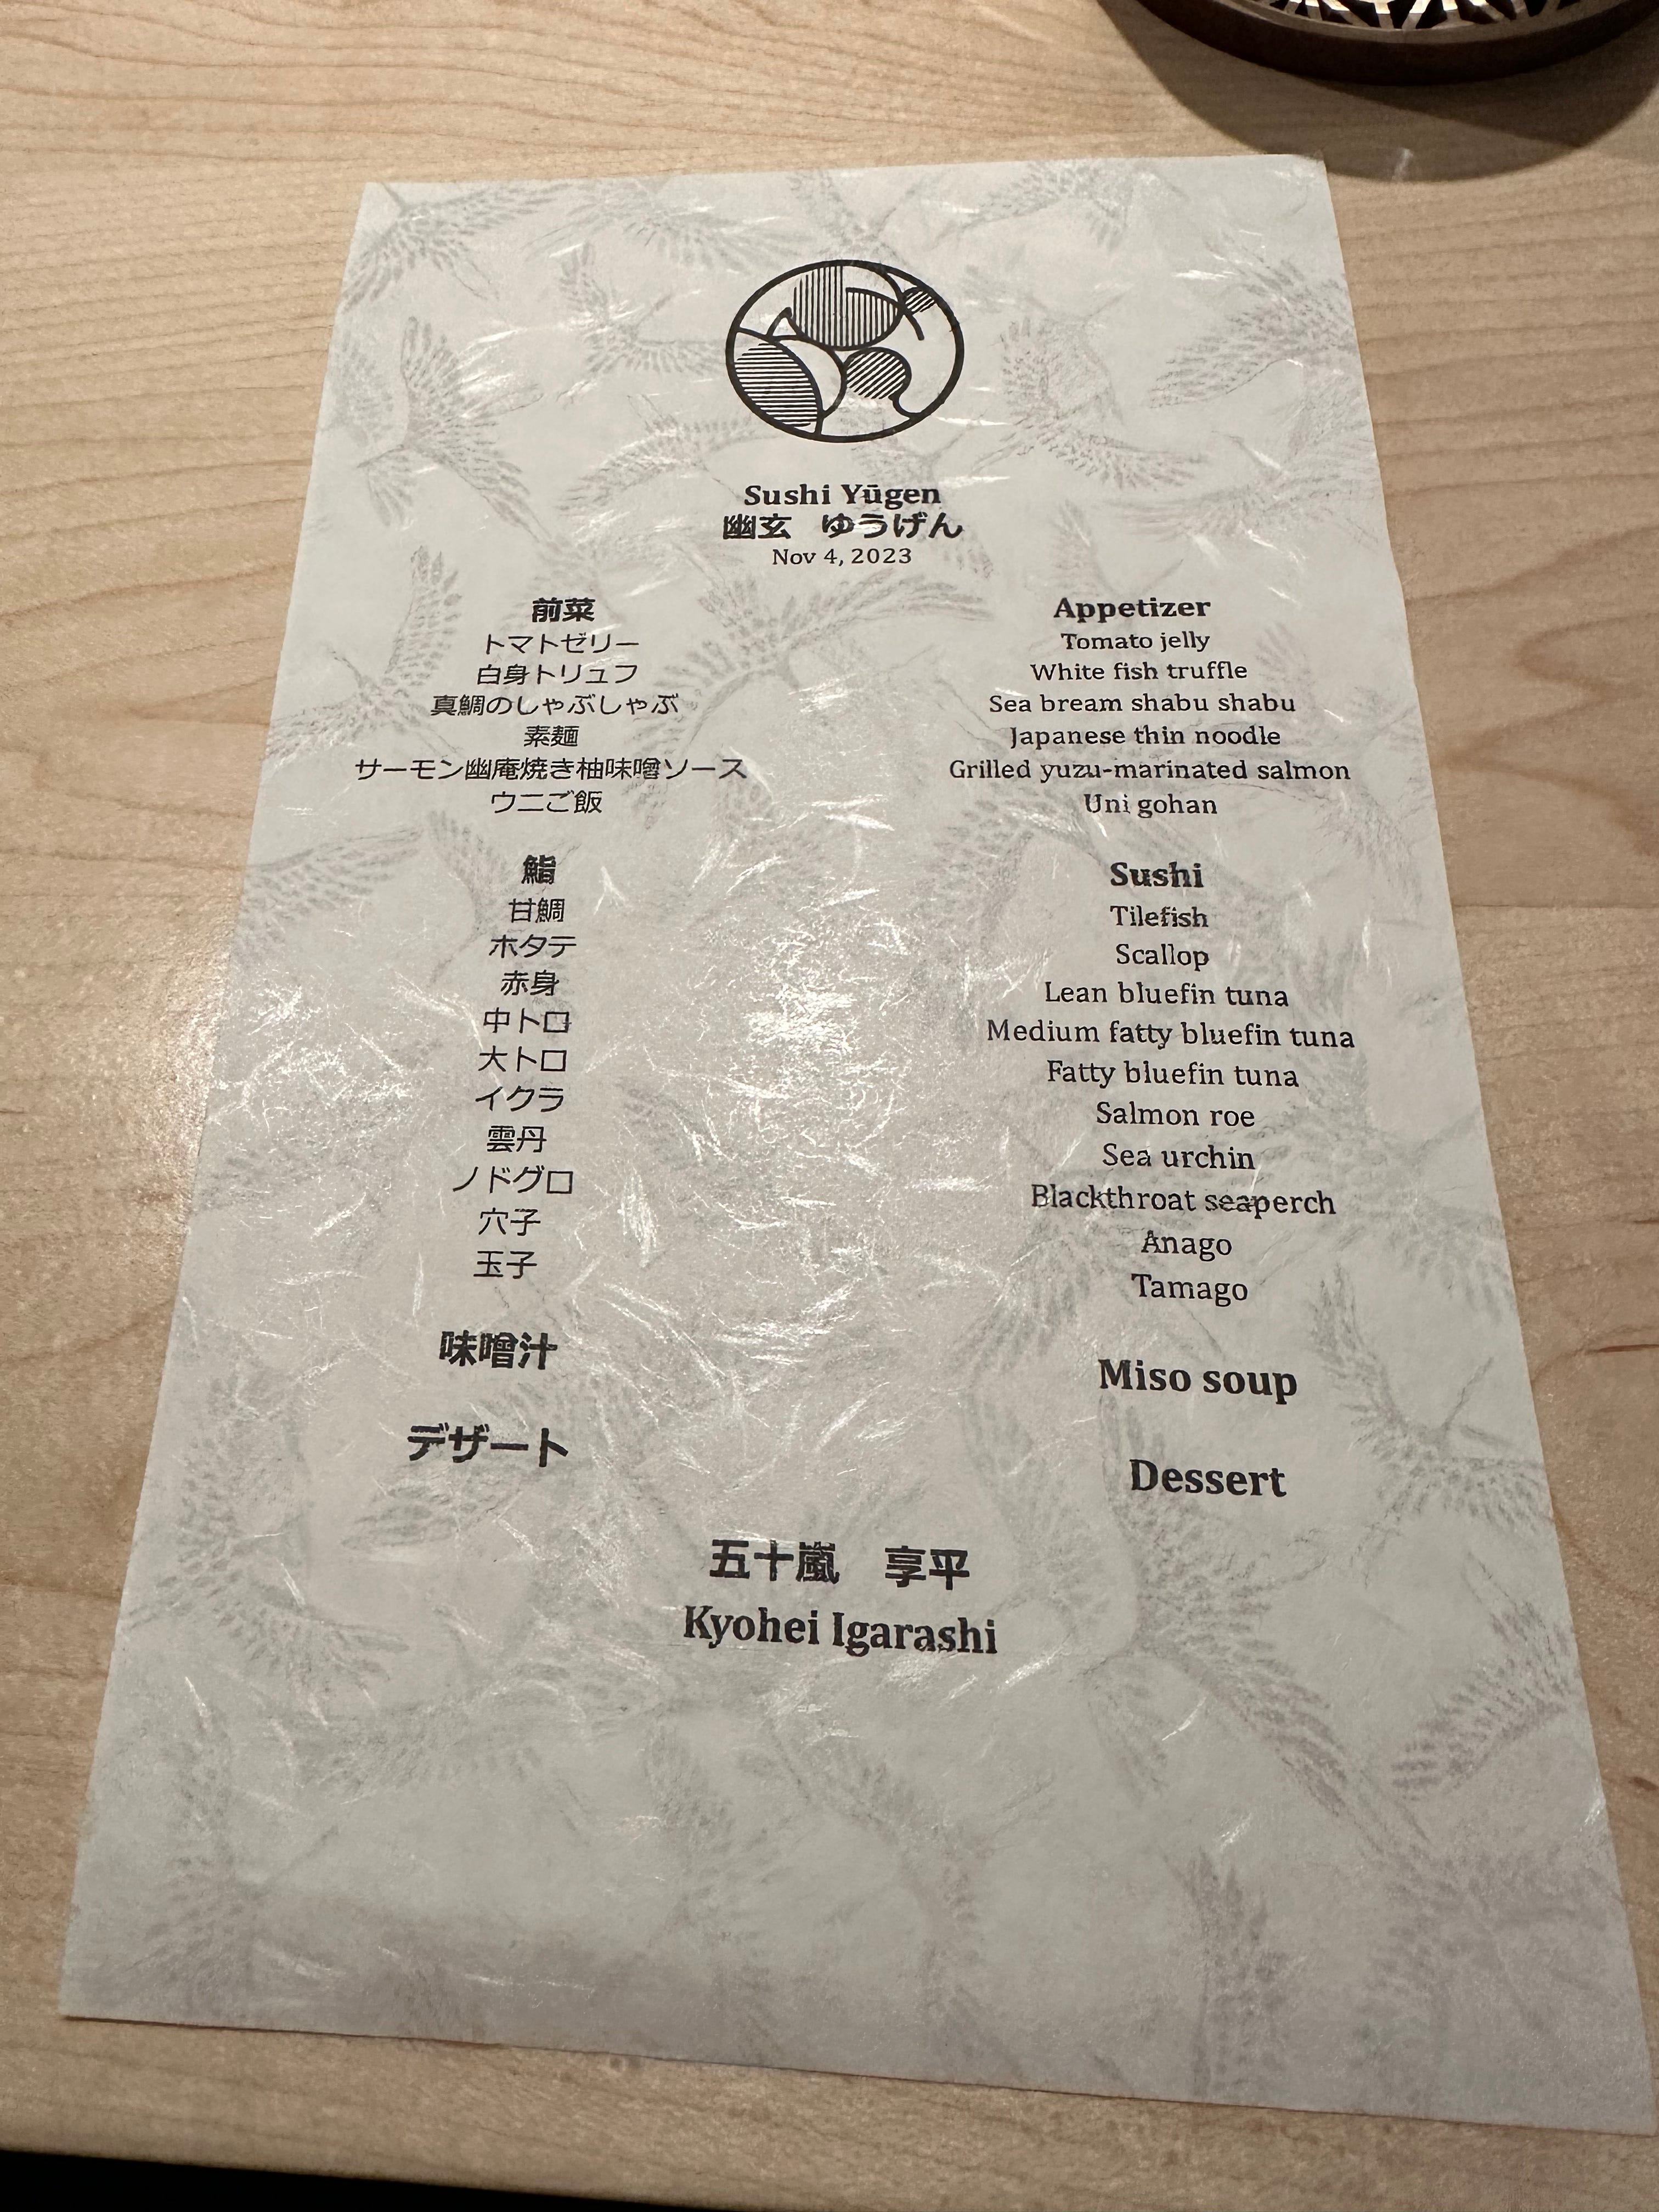 Sushi Yūgen
幽玄　ゆうげん
Nov 4, 2023
前菜
トマトゼリー
白身トリュフ
真鯛のしゃぶしゃぶ
素麺
サーモン幽庵焼き柚味噌ソース
ウニご飯
鮨
甘鯛
ホタテ
赤身
中トロ
大トロ
イクラ
雲丹
ノドグロ
穴子
玉子
味噌汁
デザート
Appetizer
Tomato jelly
White fish truffle
Sea bream shabu shabu
Japanese thin noodle
Grilled yuzu-marinated salmon
Uni gohan
Sushi
Tilefish
Scallop
Lean bluefin tuna
Medium fatty bluefin tuna
Fatty bluefin tuna
Salmon roe
Sea urchin
Blackthroat seaperch
Anago
Tamago
Miso soup
Dessert
五十嵐　享平
Kyohei Igarashi